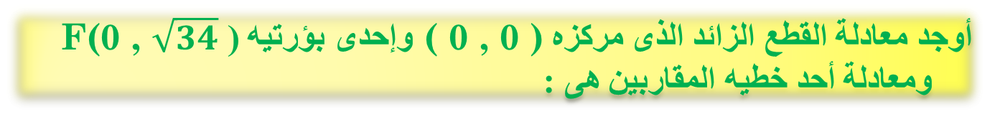 أوجد معادلة القطع الزائد الذى مركزه ( 0 , 0 ) وإحدى بؤرتيه F(0 , √34 )
ومعادلة أحد خطيه المقاربين هى :